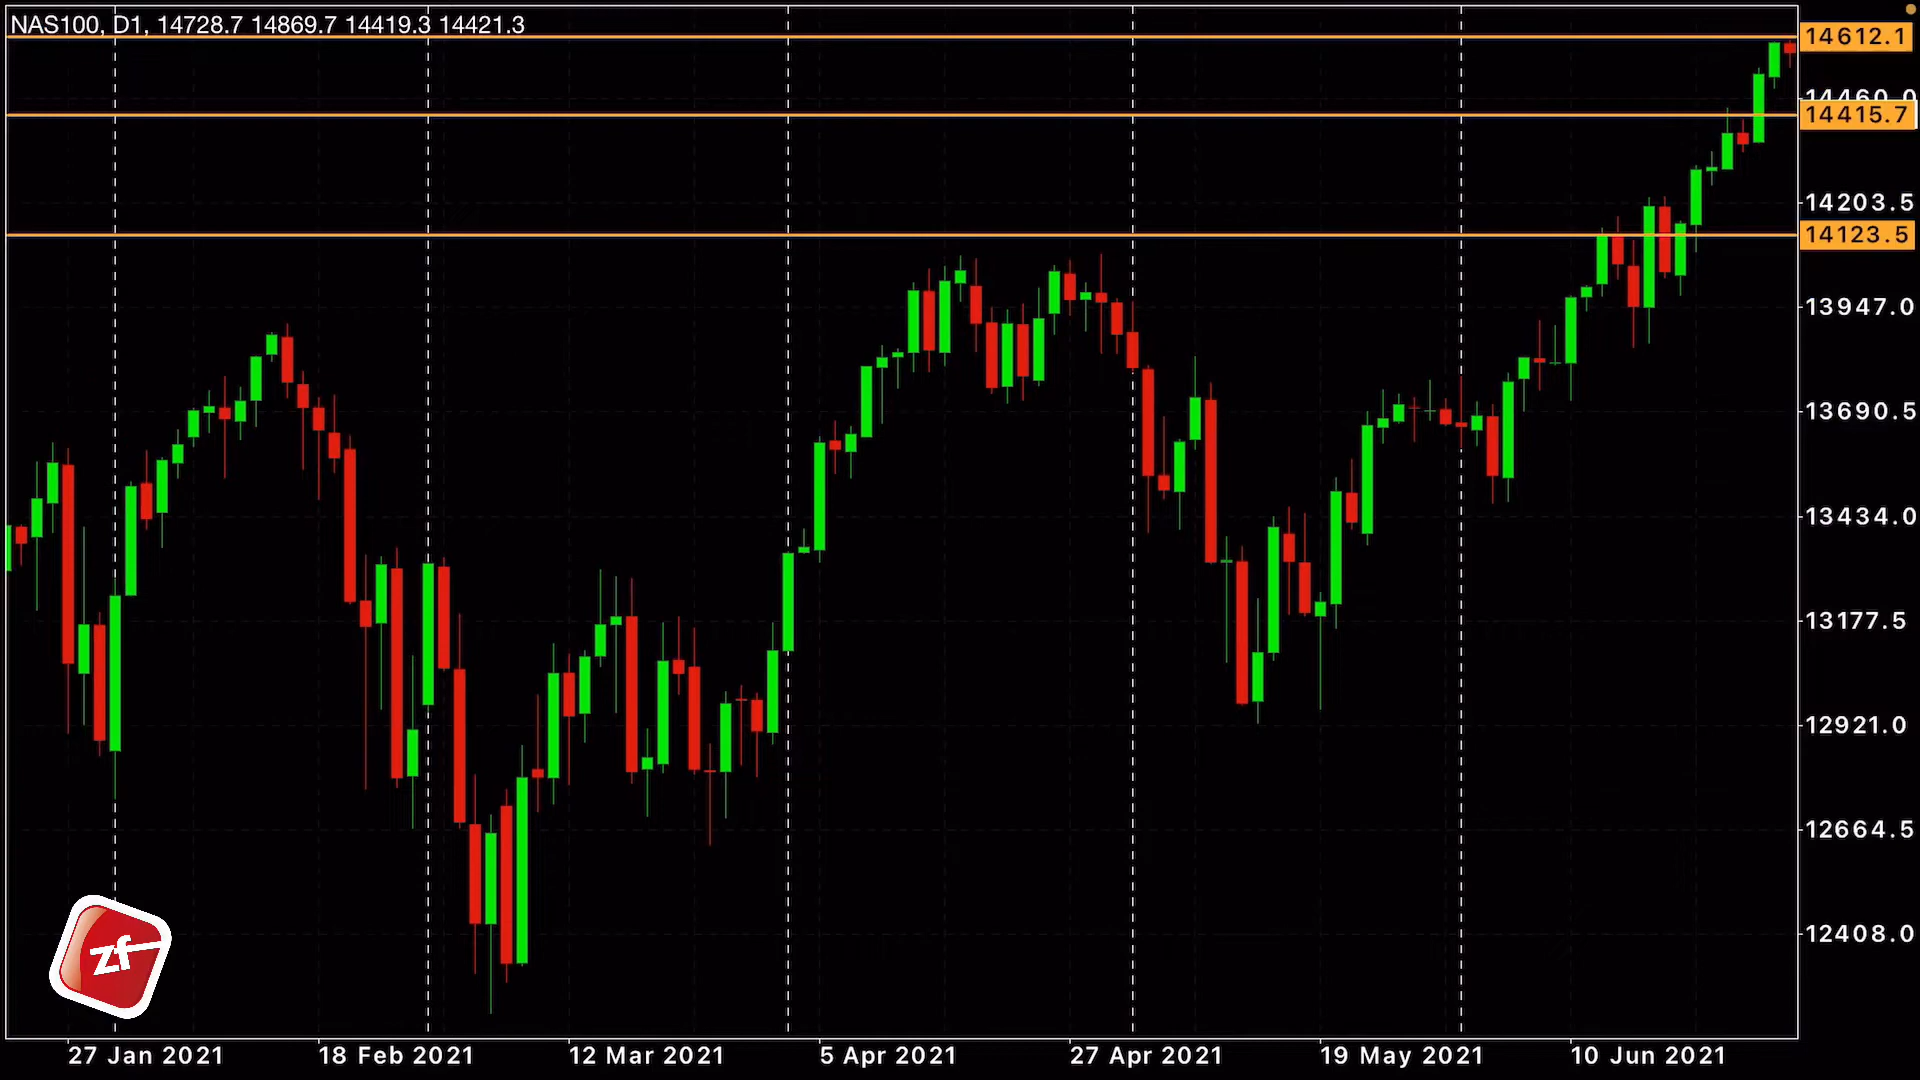 NAS100, D1, 14728.7 14869.7 14419.3 14421.3
14612.1
14460.0
14415.7
14203.5
14123.5
13947.0
13690.5
13434.0
13177.5
12921.0
12664.5
12408.0
zf
27 Jan 2021
18 Feb 2021
12 Mar 2021
5 Apr 2021
27 Apr 2021
19 May 2021
10 Jun 2021